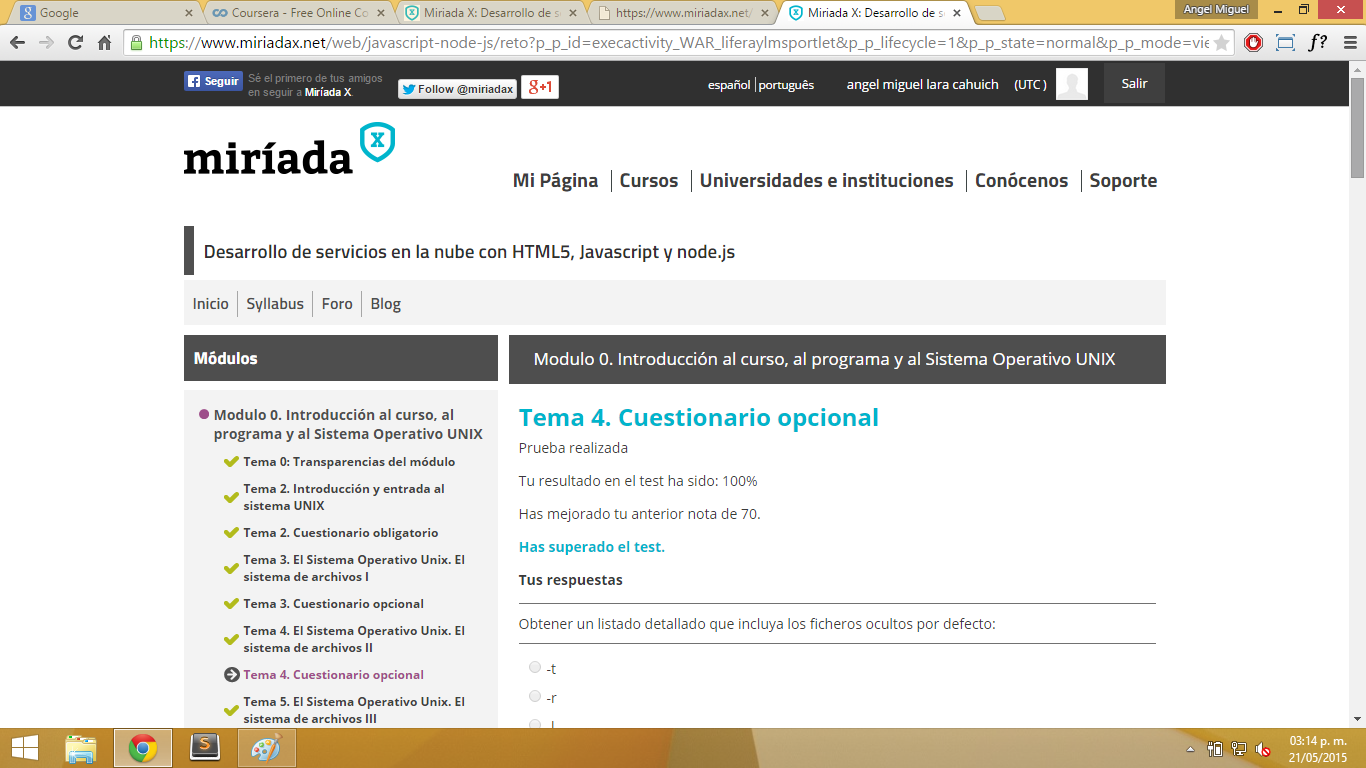 Google
Coursera - Free Online Co
Miríada X: Desarrollo de s
https://www.miriadax.net/
Miríada X: Desarrollo de se
Angel Miguel
https://www.miriadax.net/web/javascript-node-js/reto?p_p_id=execactivity_WAR_liferaylmsportlet&p_p_lifecycle=1&p_p_state=normal&p_p_mode=vie
f?
Seguir
Sé el primero de tus amigos
en seguir a Miríada X.
Follow @miriadax
g+1
español | português
angel miguel lara cahuich
(UTC )
Salir
miríada x
Mi Página | Cursos | Universidades e instituciones | Conócenos | Soporte
Desarrollo de servicios en la nube con HTML5, Javascript y node.js
Inicio | Syllabus | Foro | Blog
Módulos
Modulo 0. Introducción al curso, al
programa y al Sistema Operativo UNIX
Tema 0: Transparencias del módulo
Tema 2. Introducción y entrada al
sistema UNIX
Tema 2. Cuestionario obligatorio
Tema 3. El Sistema Operativo Unix. El
sistema de archivos I
Tema 3. Cuestionario opcional
Tema 4. El Sistema Operativo Unix. El
sistema de archivos II
Tema 4. Cuestionario opcional
Tema 5. El Sistema Operativo Unix. El
sistema de archivos III
Modulo 0. Introducción al curso, al programa y al Sistema Operativo UNIX
Tema 4. Cuestionario opcional
Prueba realizada
Tu resultado en el test ha sido: 100%
Has mejorado tu anterior nota de 70.
Has superado el test.
Tus respuestas
Obtener un listado detallado que incluya los ficheros ocultos por defecto:
-t
-r
03:14 p. m.
21/05/2015